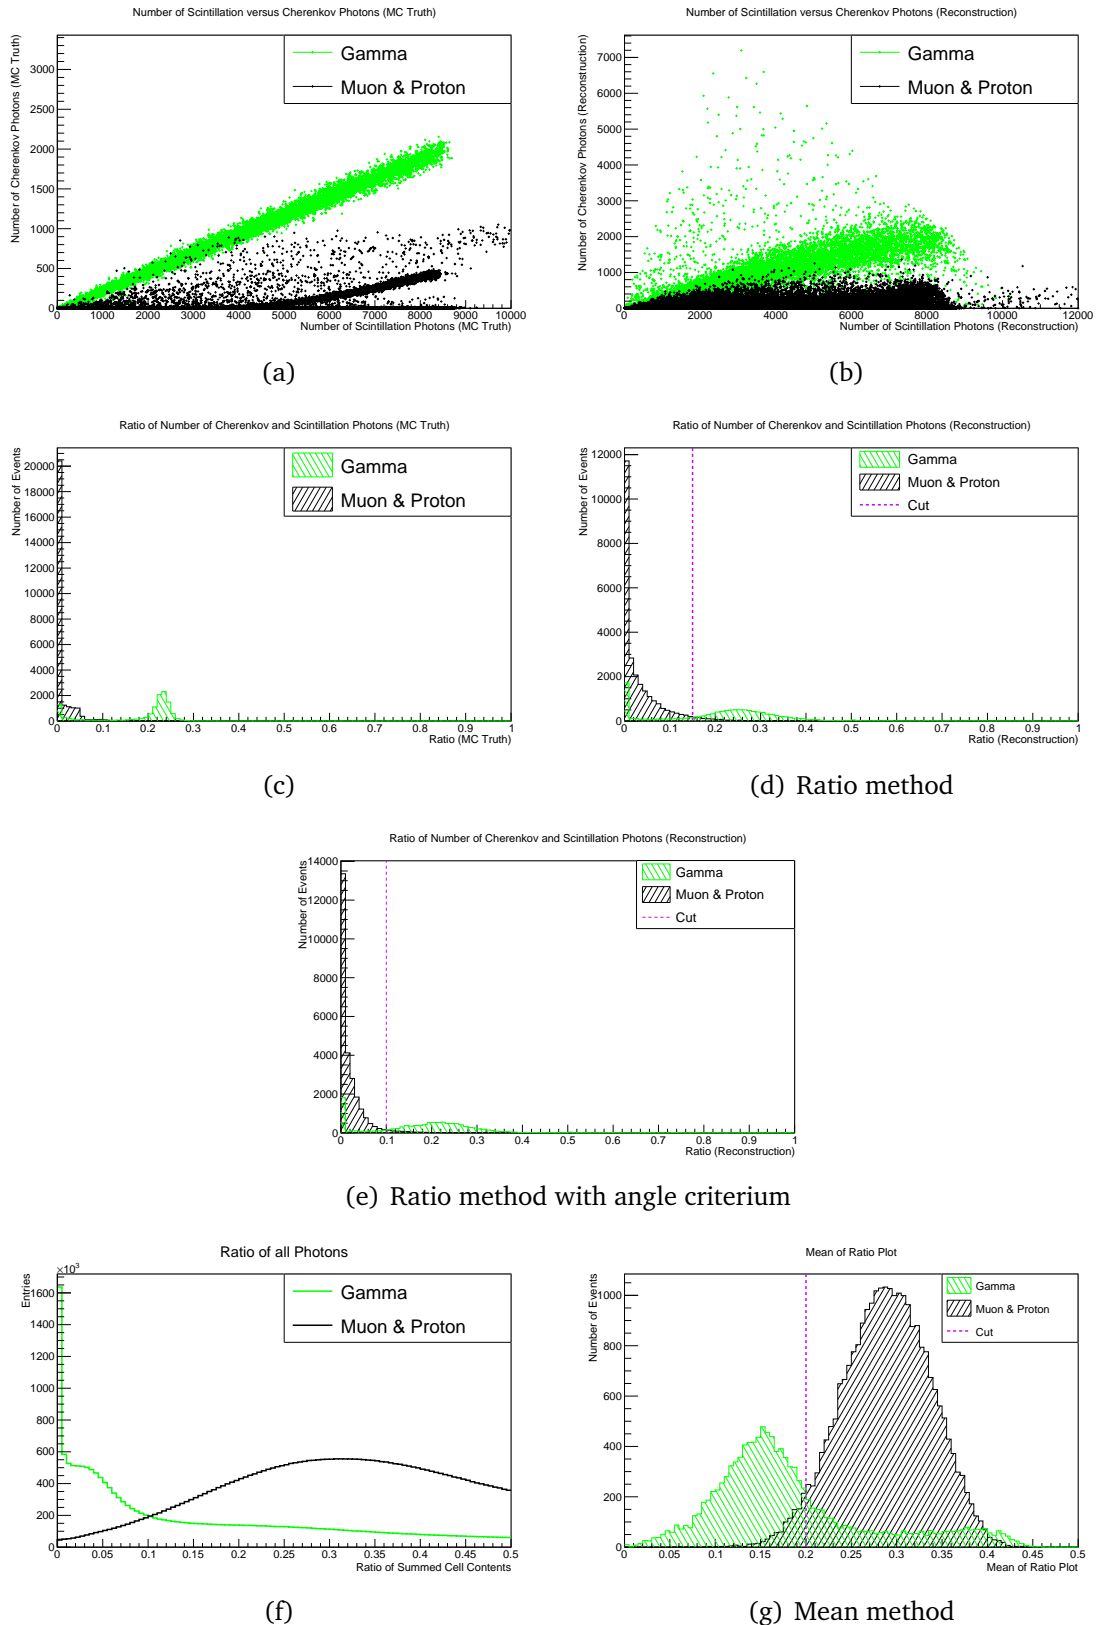 Number of Scintillation versus Cherenkov Photons (MC Truth)
Number of Cherenkov Photons (MC Truth)
3000
2500
2000
1500
1000
500
0
Gamma
Muon & Proton
0 1000 2000 3000 4000 5000 6000 7000 8000 9000 10000
Number of Scintillation Photons (MC Truth)
(a)
Number of Scintillation versus Cherenkov Photons (Reconstruction)
Number of Cherenkov Photons (Reconstruction)
7000
6000
5000
4000
3000
2000
1000
0
Gamma
Muon & Proton
0 2000 4000 6000 8000 10000 12000
Number of Scintillation Photons (Reconstruction)
(b)
Ratio of Number of Cherenkov and Scintillation Photons (MC Truth)
Number of Events
20000
18000
16000
14000
12000
10000
8000
6000
4000
2000
0
Gamma
Muon & Proton
0 0.1 0.2 0.3 0.4 0.5 0.6 0.7 0.8 0.9 1
Ratio (MC Truth)
(c)
Ratio of Number of Cherenkov and Scintillation Photons (Reconstruction)
Number of Events
12000
10000
8000
6000
4000
2000
0
Gamma
Muon & Proton
Cut
0 0.1 0.2 0.3 0.4 0.5 0.6 0.7 0.8 0.9 1
Ratio (Reconstruction)
(d) Ratio method
Ratio of Number of Cherenkov and Scintillation Photons (Reconstruction)
Number of Events
14000
12000
10000
8000
6000
4000
2000
0
Gamma
Muon & Proton
Cut
0 0.1 0.2 0.3 0.4 0.5 0.6 0.7 0.8 0.9 1
Ratio (Reconstruction)
(e) Ratio method with angle criterium
Ratio of all Photons
×10³
Entries
1600
1400
1200
1000
800
600
400
200
0
Gamma
Muon & Proton
0 0.05 0.1 0.15 0.2 0.25 0.3 0.35 0.4 0.45 0.5
Ratio of Summed Cell Contents
(f)
Mean of Ratio Plot
Number of Events
1000
800
600
400
200
0
Gamma
Muon & Proton
Cut
0 0.05 0.1 0.15 0.2 0.25 0.3 0.35 0.4 0.45 0.5
Mean of Ratio Plot
(g) Mean method